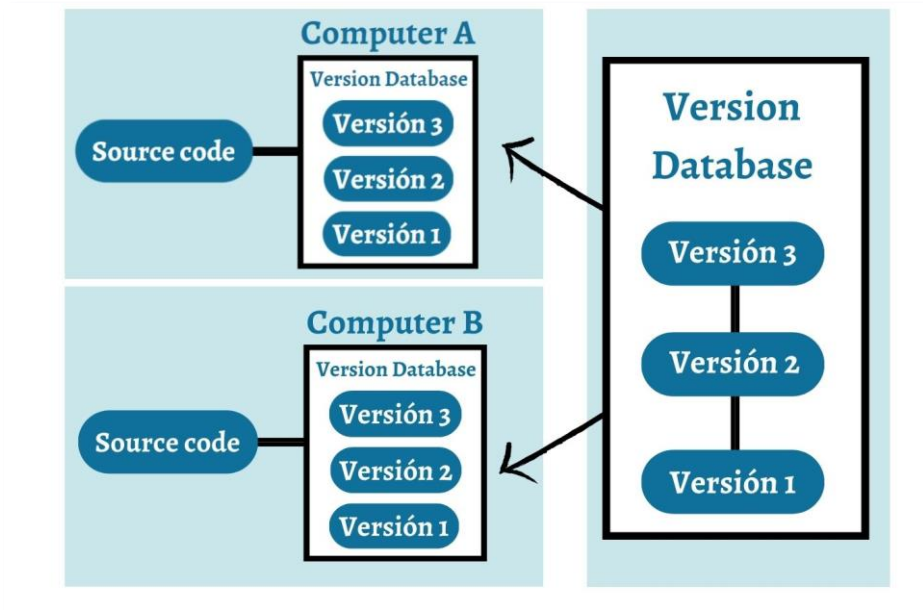 Computer A
Version Database
Versión 3
Versión 2
Versión 1
Source code
Computer B
Version Database
Versión 3
Versión 2
Versión 1
Source code
Version
Database
Versión 3
Versión 2
Versión 1